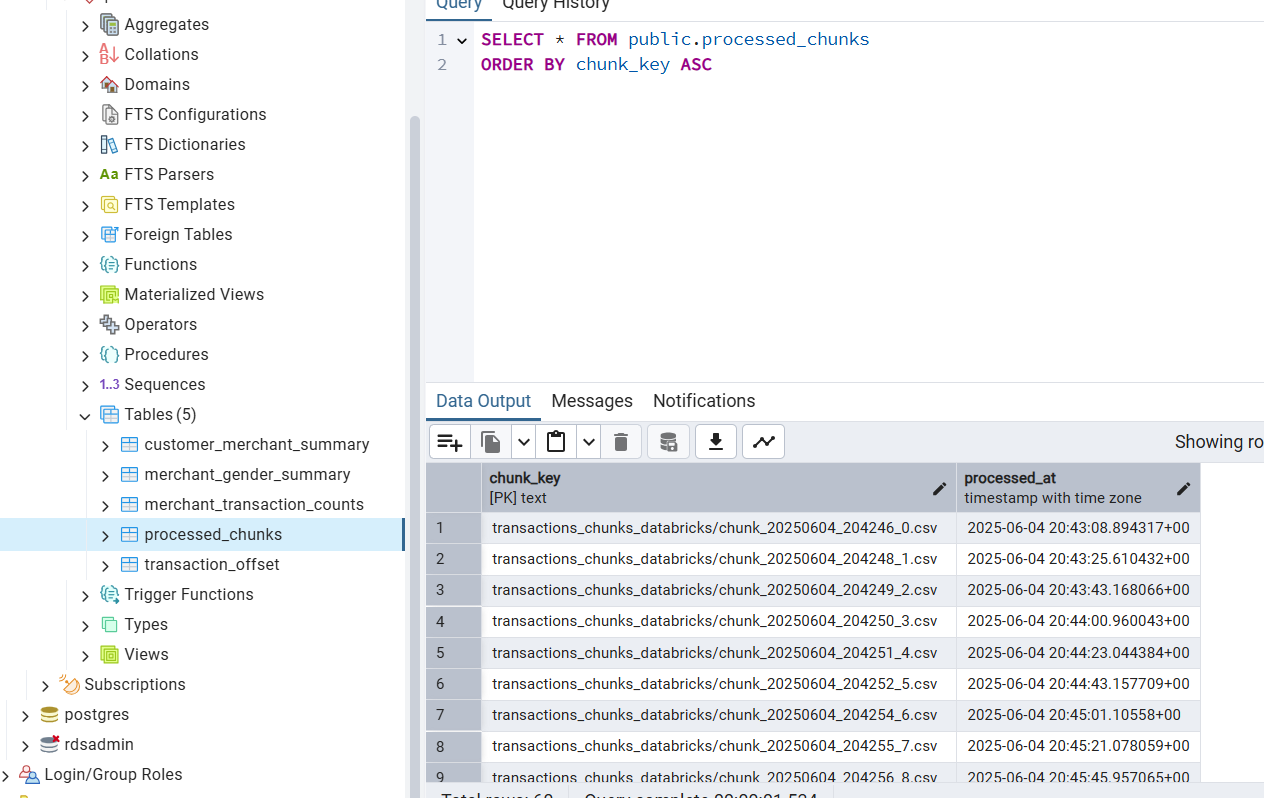 Aggregates
Collations
Domains
FTS Configurations
FTS Dictionaries
Aa FTS Parsers
FTS Templates
Foreign Tables
Functions
Materialized Views
Operators
Procedures
1..3 Sequences
Tables (5)
customer_merchant_summary
merchant_gender_summary
merchant_transaction_counts
processed_chunks
transaction_offset
Trigger Functions
Types
Views
Subscriptions
postgres
rdsadmin
Login/Group Roles
Query Query History
1 SELECT * FROM public.processed_chunks
2 ORDER BY chunk_key ASC
Data Output Messages Notifications
Showing ro
chunk_key processed_at
[PK] text timestamp with time zone
1 transactions_chunks_databricks/chunk_20250604_204246_0.csv 2025-06-04 20:43:08.894317+00
2 transactions_chunks_databricks/chunk_20250604_204248_1.csv 2025-06-04 20:43:25.610432+00
3 transactions_chunks_databricks/chunk_20250604_204249_2.csv 2025-06-04 20:43:43.168066+00
4 transactions_chunks_databricks/chunk_20250604_204250_3.csv 2025-06-04 20:44:00.960043+00
5 transactions_chunks_databricks/chunk_20250604_204251_4.csv 2025-06-04 20:44:23.044384+00
6 transactions_chunks_databricks/chunk_20250604_204252_5.csv 2025-06-04 20:44:43.157709+00
7 transactions_chunks_databricks/chunk_20250604_204254_6.csv 2025-06-04 20:45:01.10558+00
8 transactions_chunks_databricks/chunk_20250604_204255_7.csv 2025-06-04 20:45:21.078059+00
9 transactions_chunks_databricks/chunk_20250604_204256_8.csv 2025-06-04 20:45:45.957065+00
Total rows: Query complete